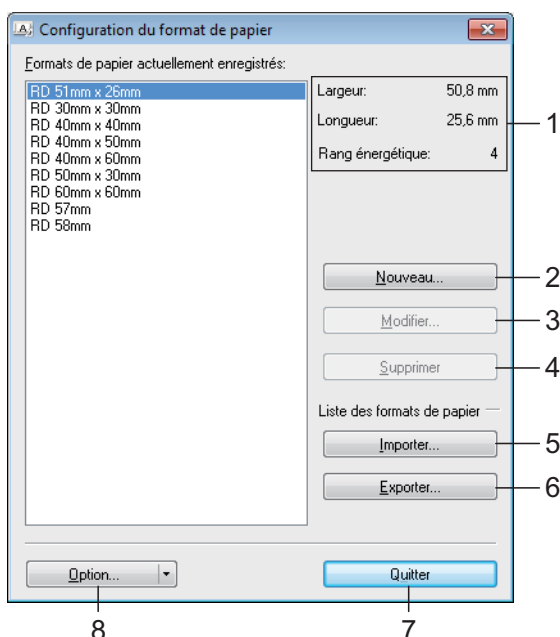 Configuration du format de papier
Formats de papier actuellement enregistrés:
RD 51mm x 26mm
RD 30mm x 30mm
RD 40mm x 40mm
RD 40mm x 50mm
RD 40mm x 60mm
RD 50mm x 30mm
RD 60mm x 60mm
RD 57mm
RD 58mm
Largeur: 50,8 mm
Longueur: 25,6 mm
Rang énergétique: 4
1
Nouveau... 2
Modifier... 3
Supprimer 4
Liste des formats de papier
Importer... 5
Exporter... 6
Option... Quitter
8 7